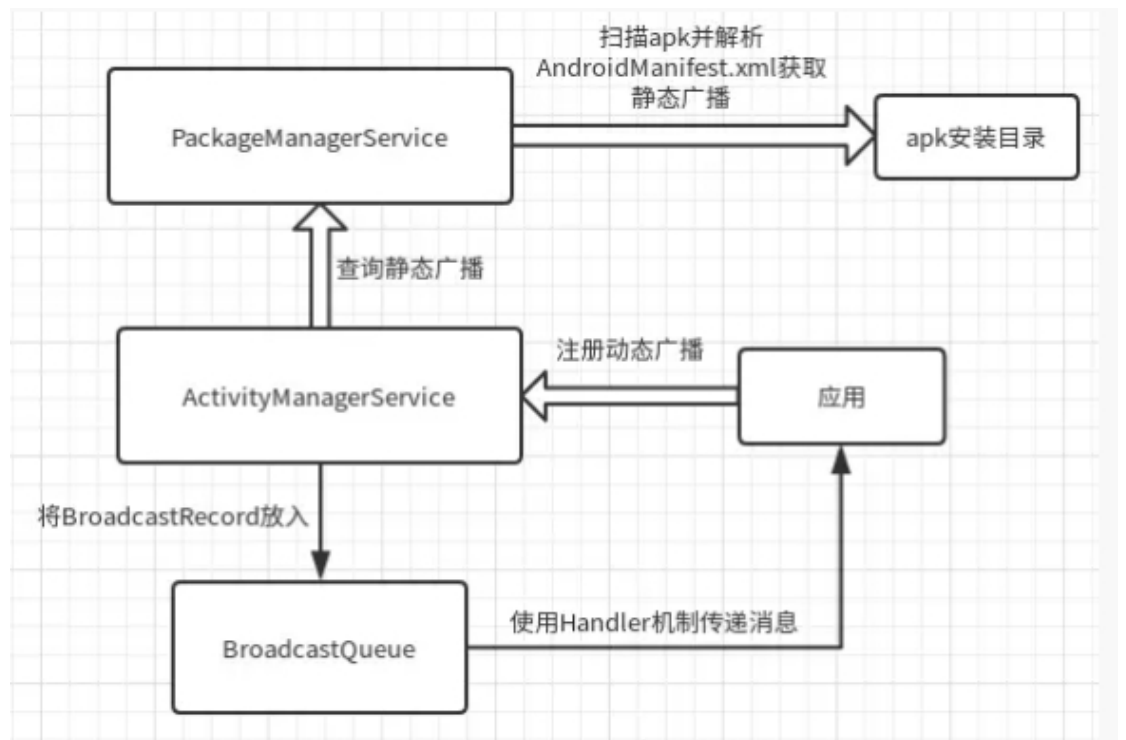 扫描apk并解析
AndroidManifest.xml获取
静态广播
PackageManagerService
apk安装目录
查询静态广播
注册动态广播
ActivityManagerService
应用
将BroadcastRecord放入
使用Handler机制传递消息
BroadcastQueue